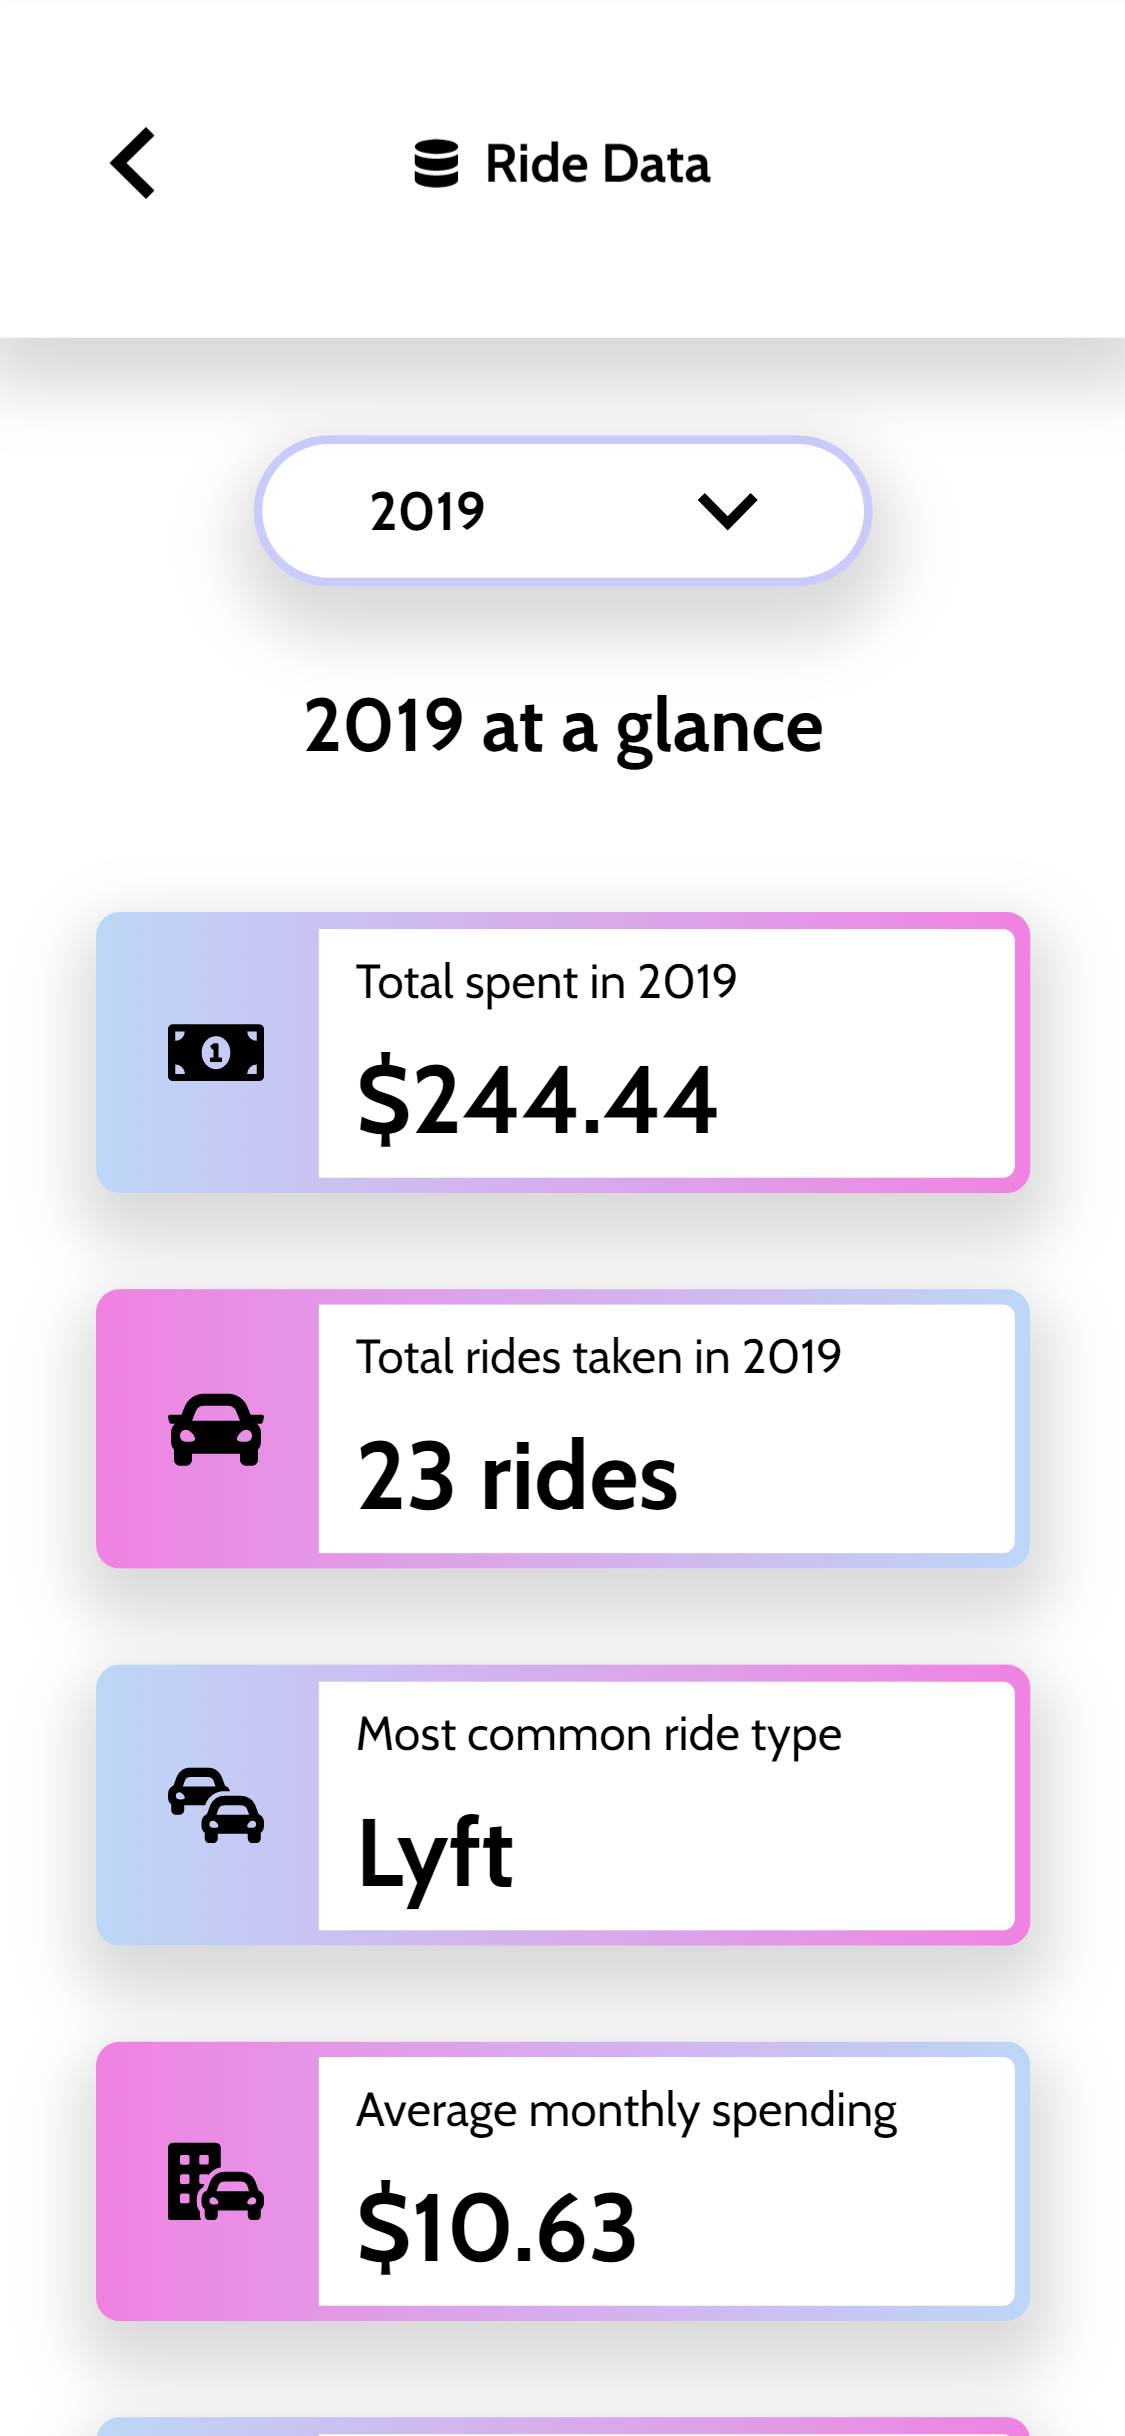 Ride Data
2019
2019 at a glance
Total spent in 2019
$244.44
Total rides taken in 2019
23 rides
Most common ride type
Lyft
Average monthly spending
$10.63